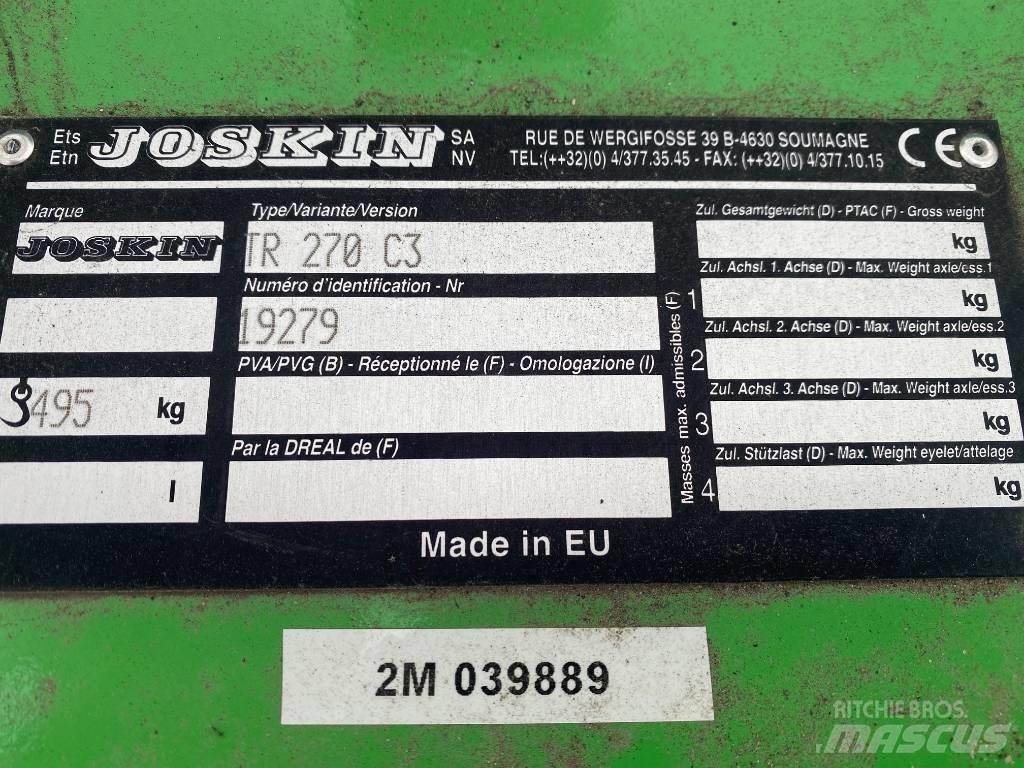 Ets JOSKIN SA
Etn NV
RUE DE WERGIFOSSE 39 B-4630 SOUMAGNE
TEL:(++32)(0) 4/377.35.45 - FAX: (++32)(0) 4/377.10.15
CE
Marque
JOSKIN
495 kg
l
Type/Variante/Version
TR 270 C3
Numéro d'identification - Nr
19279
PVA/PVG (B) - Réceptionné le (F) - Omologazione (I)
Par la DREAL de (F)
Masses max. admissibles (F)
Zul. Gesamtgewicht (D) - PTAC (F) - Gross weight
kg
Zul. Achsl. 1. Achse (D) - Max. Weight axle/ess.1
1 kg
Zul. Achsl. 2. Achse (D) - Max. Weight axle/ess.2
2 kg
Zul. Achsl. 3. Achse (D) - Max. Weight axle/ess.3
3 kg
Zul. Stützlast (D) - Max. Weight eyelet/attelage
4 kg
Made in EU
2M 039889
RITCHIE BROS.
MASCUS